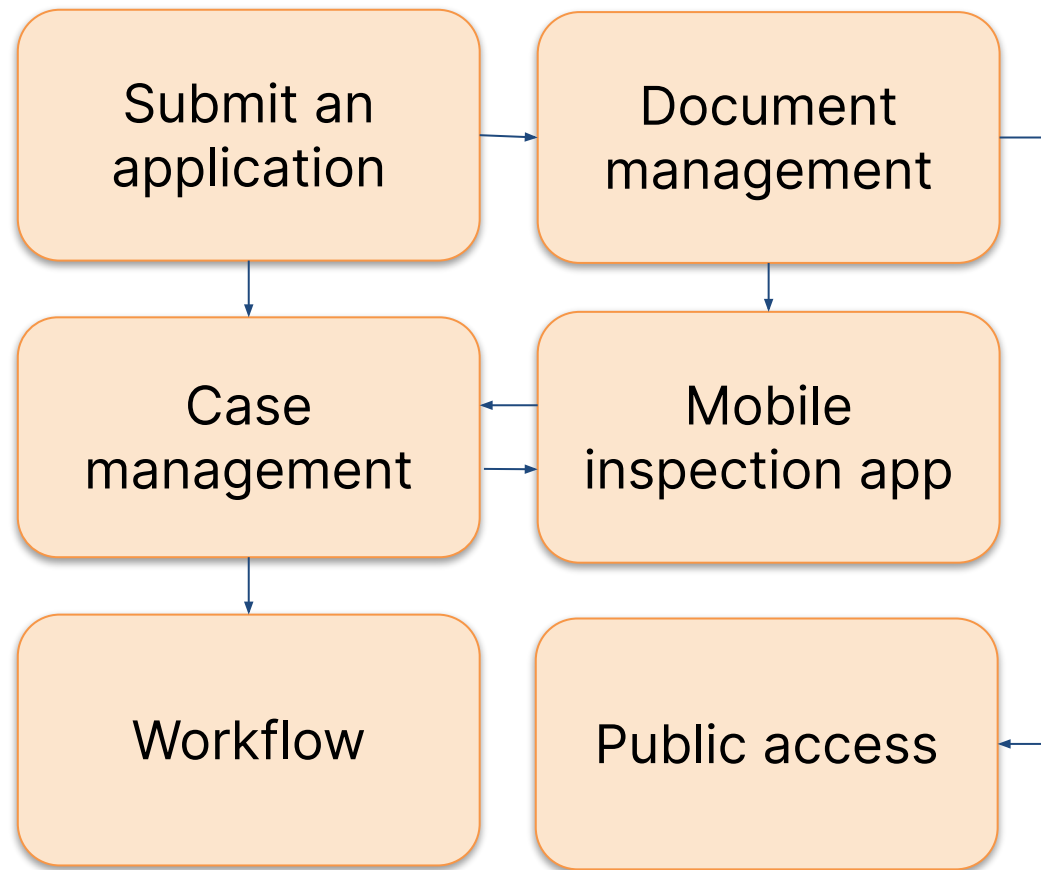 Submit an
application
Document
management
Case
management
Mobile
inspection app
Workflow
Public access